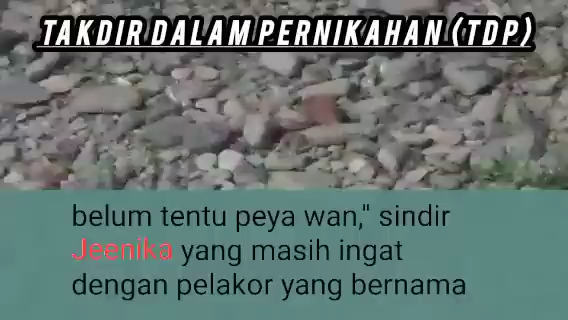 TAKDIR DALAM PERNIKAHAN (TDP)
belum tentu peya wan," sindir
Jeenika yang masih ingat
dengan pelakor yang bernama